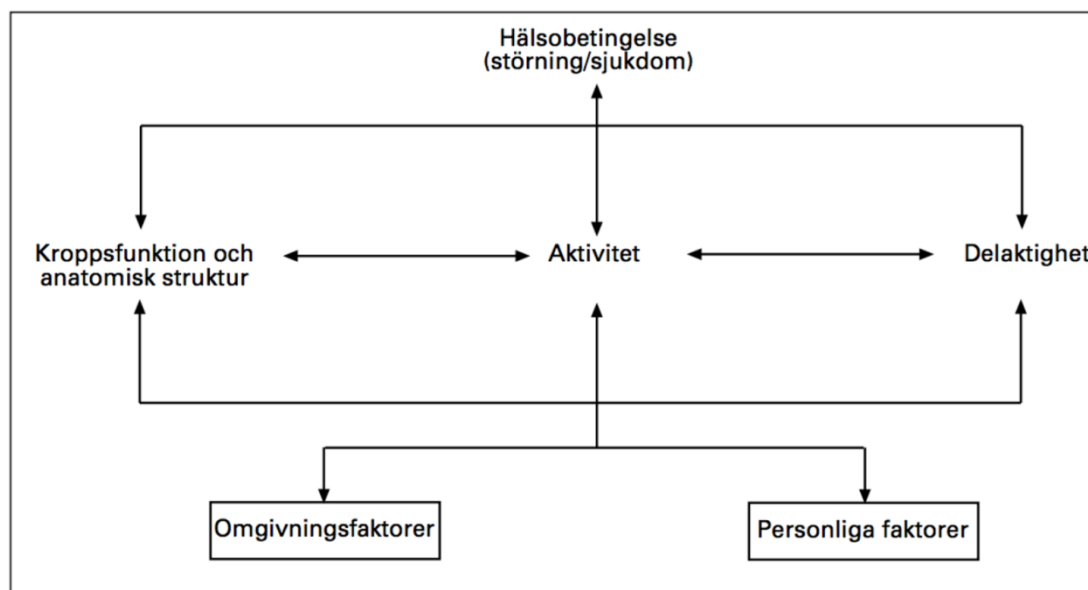 Hälsobetingelse
(störning/sjukdom)
Kroppsfunktion och
anatomisk struktur
Aktivitet
Delaktighet
Omgivningsfaktorer
Personliga faktorer